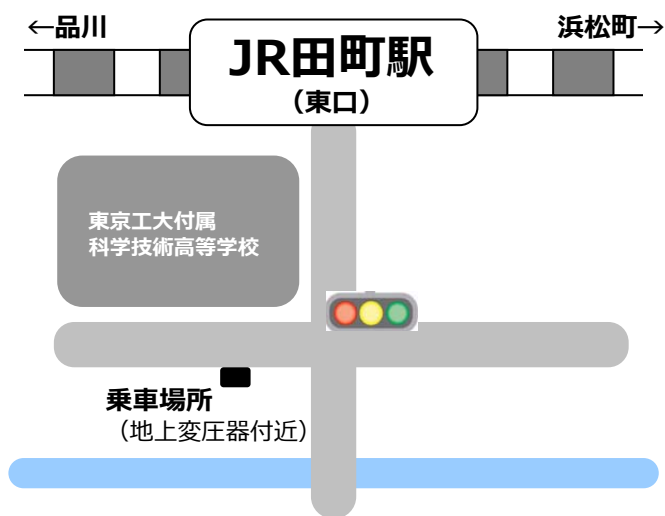 ←品川
浜松町→
JR田町駅
（東口）
東京工大付属
科学技術高等学校
乗車場所
（地上変圧器付近）